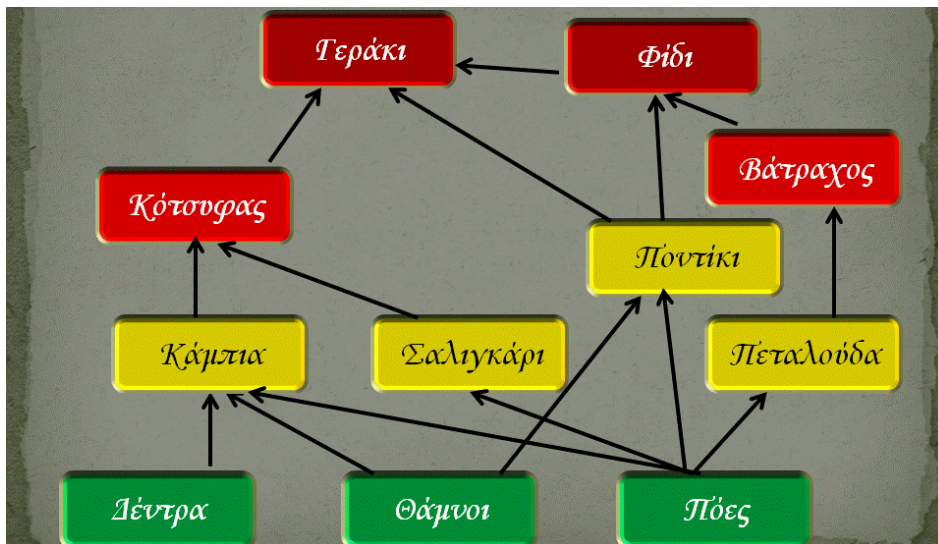 Γεράκι
Φίδι
Κότσυφας
Βάτραχος
Ποντίκι
Κάμπια
Σαλιγκάρι
Πεταλούδα
Δέντρα
Θάμνοι
Πόες